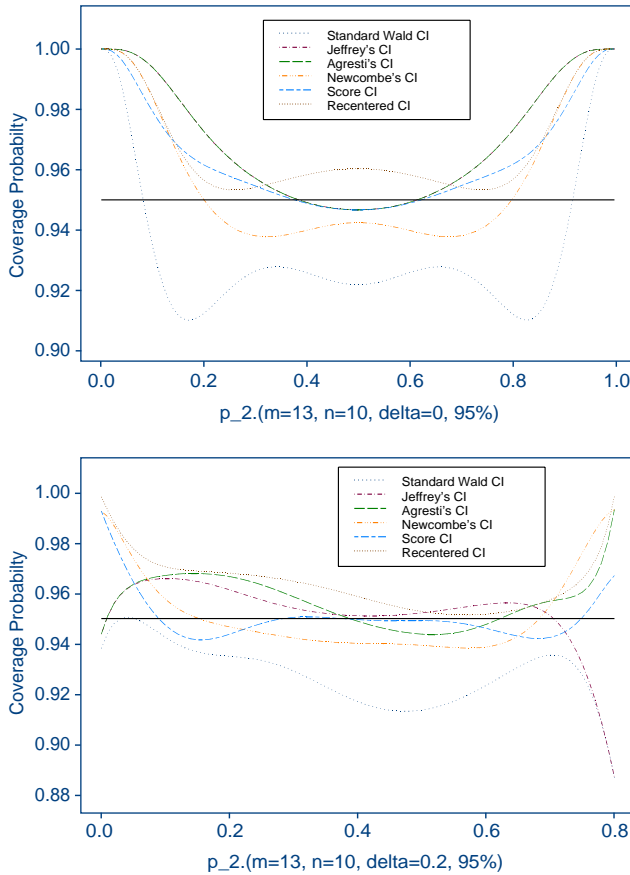 Standard Wald CI
Jeffrey's CI
Agresti's CI
Newcombe's CI
Score CI
Recentered CI
1.00
0.98
0.96
0.94
0.92
0.90
Coverage Probabilty
0.0 0.2 0.4 0.6 0.8 1.0
p_2.(m=13, n=10, delta=0, 95%)
Standard Wald CI
Jeffrey's CI
Agresti's CI
Newcombe's CI
Score CI
Recentered CI
1.00
0.98
0.96
0.94
0.92
0.90
0.88
Coverage Probabilty
0.0 0.2 0.4 0.6 0.8
p_2.(m=13, n=10, delta=0.2, 95%)